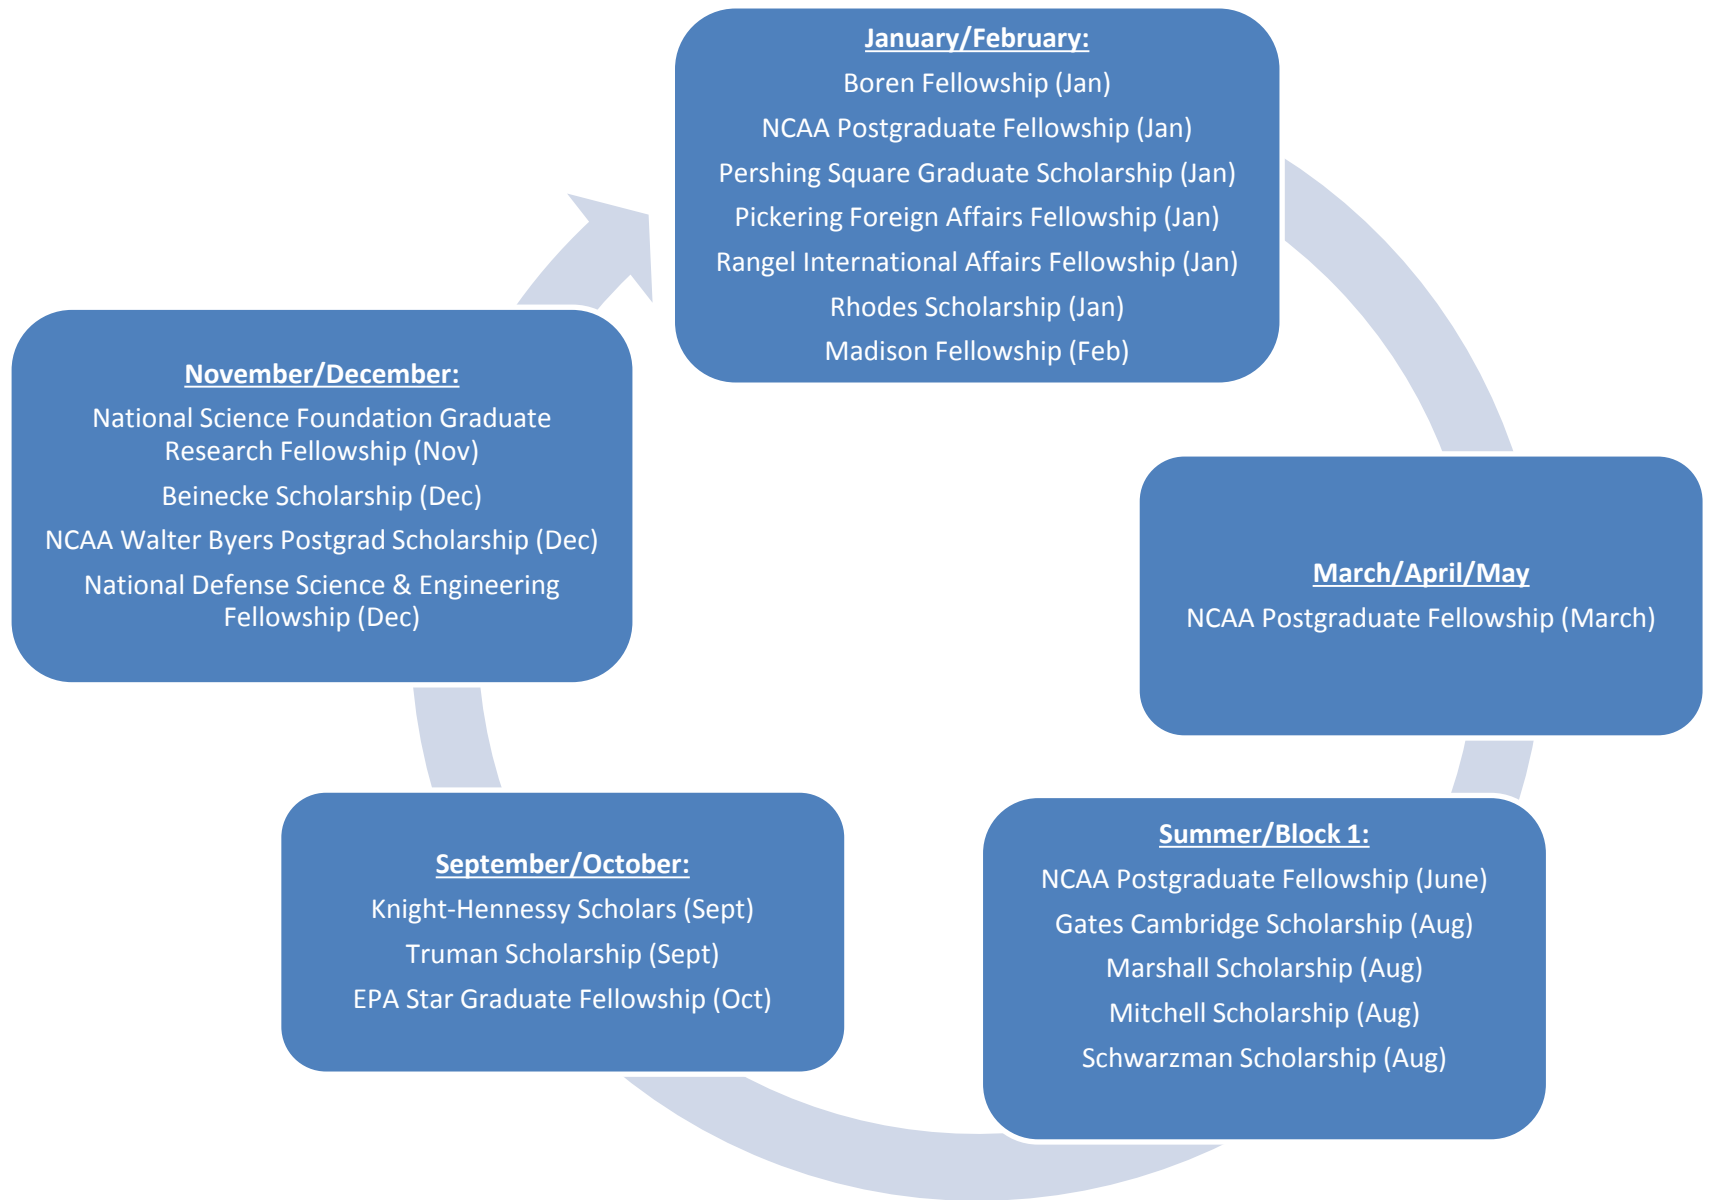 January/February:
Boren Fellowship (Jan)
NCAA Postgraduate Fellowship (Jan)
Pershing Square Graduate Scholarship (Jan)
Pickering Foreign Affairs Fellowship (Jan)
Rangel International Affairs Fellowship (Jan)
Rhodes Scholarship (Jan)
Madison Fellowship (Feb)
March/April/May
NCAA Postgraduate Fellowship (March)
Summer/Block 1:
NCAA Postgraduate Fellowship (June)
Gates Cambridge Scholarship (Aug)
Marshall Scholarship (Aug)
Mitchell Scholarship (Aug)
Schwarzman Scholarship (Aug)
September/October:
Knight-Hennessy Scholars (Sept)
Truman Scholarship (Sept)
EPA Star Graduate Fellowship (Oct)
November/December:
National Science Foundation Graduate
Research Fellowship (Nov)
Beinecke Scholarship (Dec)
NCAA Walter Byers Postgrad Scholarship (Dec)
National Defense Science & Engineering
Fellowship (Dec)